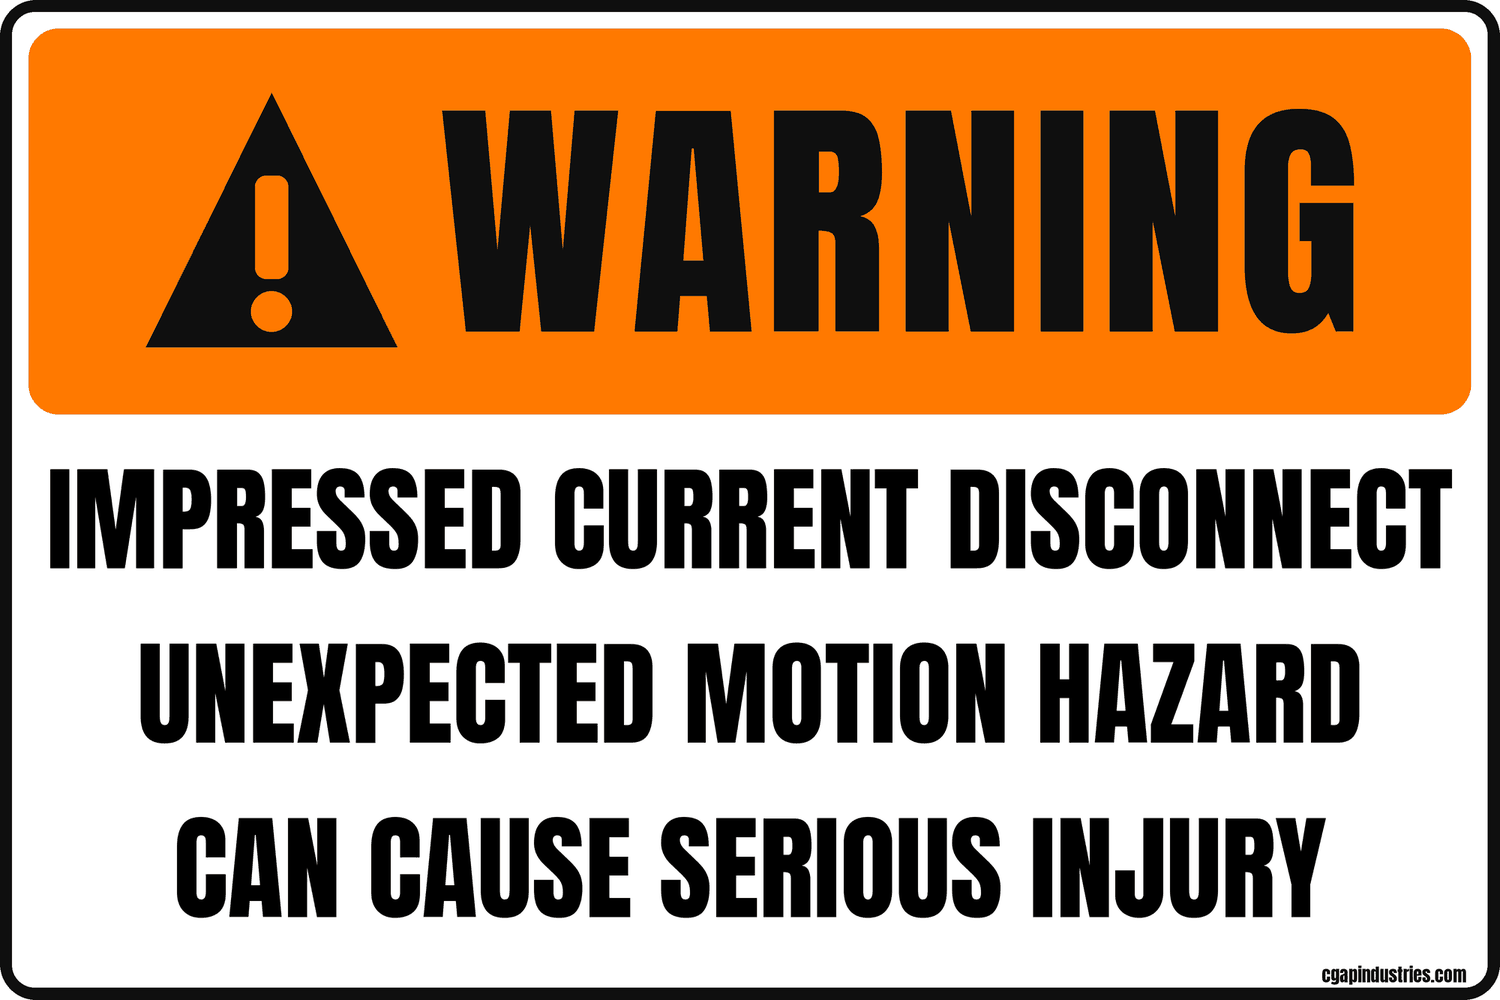 WARNING
IMPRESSED CURRENT DISCONNECT
UNEXPECTED MOTION HAZARD
CAN CAUSE SERIOUS INJURY
cgapindustries.com